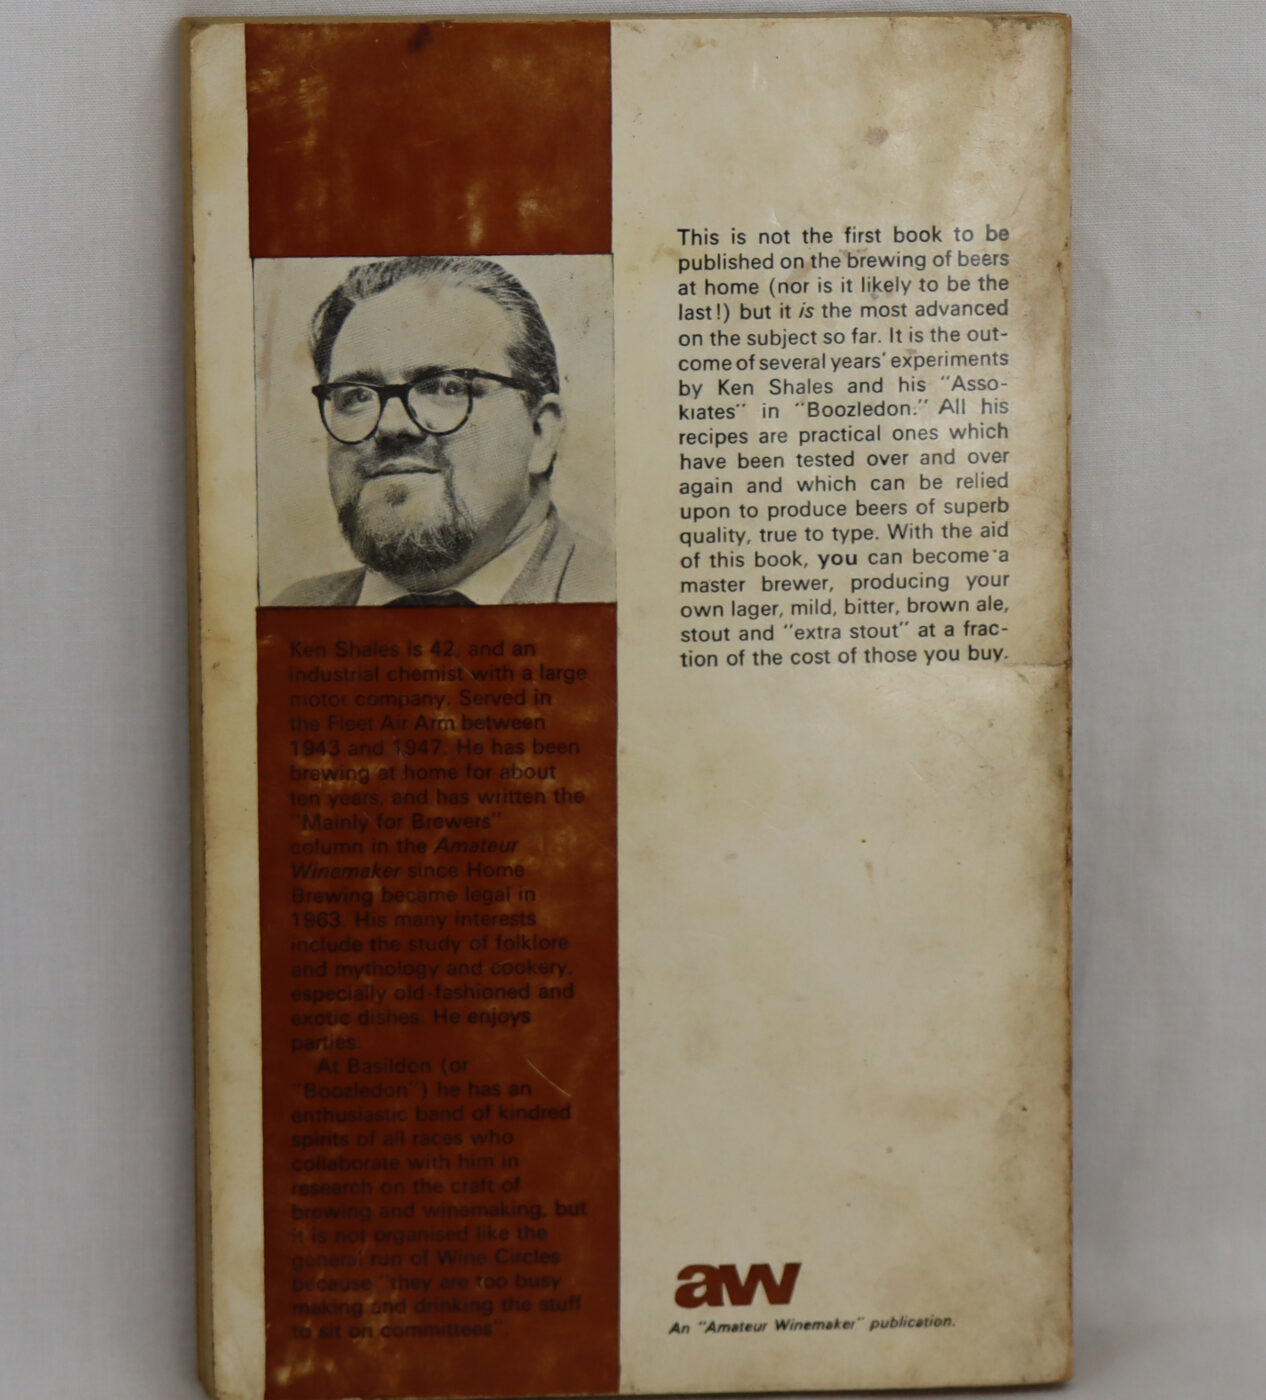 Ken Shales is 42, and an
industrial chemist with a large
motor company. Served in
the Fleet Air Arm between
1943 and 1947. He has been
brewing at home for about
ten years, and has written the
"Mainly for Brewers"
column in the Amateur
Winemaker since Home
Brewing became legal in
1963. His many interests
include the study of folklore
and mythology and cookery,
especially old-fashioned and
exotic dishes. He enjoys
parties.
At Basildon (or
"Boozledon") he has an
enthusiastic band of kindred
spirits of all races who
collaborate with him in
research on the craft of
brewing and winemaking, but
it is not organised like the
general run of Wine Circles
because "they are too busy
making and drinking the stuff
to sit on committees"
This is not the first book to be
published on the brewing of beers
at home (nor is it likely to be the
last!) but it is the most advanced
on the subject so far. It is the out-
come of several years' experiments
by Ken Shales and his "Asso-
kiates" in "Boozledon." All his
recipes are practical ones which
have been tested over and over
again and which can be relied
upon to produce beers of superb
quality, true to type. With the aid
of this book, you can become a
master brewer, producing your
own lager, mild, bitter, brown ale,
stout and "extra stout" at a frac-
tion of the cost of those you buy.
aw
An "Amateur Winemaker" publication.